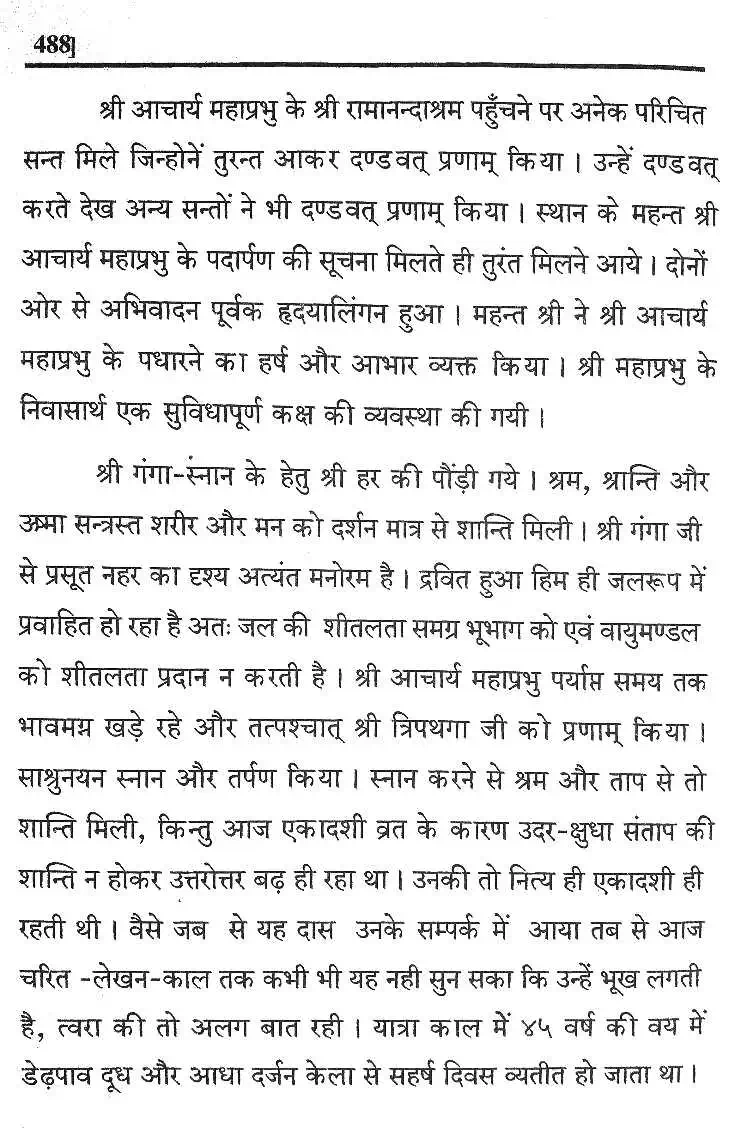 488]
श्री आचार्य महाप्रभु के श्री रामानन्दाश्रम पहुँचने पर अनेक परिचित
सन्त मिले जिन्होनें तुरन्त आकर दण्डवत् प्रणाम् किया । उन्हें दण्डवत्
करते देख अन्य सन्तों ने भी दण्डवत् प्रणाम् किया । स्थान के महन्त श्री
आचार्य महाप्रभु के पदार्पण की सूचना मिलते ही तुरंत मिलने आये । दोनों
ओर से अभिवादन पूर्वक हृदयालिंगन हुआ । महन्त श्री ने श्री आचार्य
महाप्रभु के पधारने का हर्ष और आभार व्यक्त किया । श्री महाप्रभु के
निवासार्थ एक सुविधापूर्ण कक्ष की व्यवस्था की गयी ।
श्री गंगा-स्नान के हेतु श्री हर की पौंड़ी गये । श्रम, श्रान्ति और
उष्मा सन्त्रस्त शरीर और मन को दर्शन मात्र से शान्ति मिली । श्री गंगा जी
से प्रसूत नहर का दृश्य अत्यंत मनोरम है । द्रवित हुआ हिम ही जलरूप में
प्रवाहित हो रहा है अतः जल की शीतलता समग्र भूभाग को एवं वायुमण्डल
को शीतलता प्रदान न करती है । श्री आचार्य महाप्रभु पर्याप्त समय तक
भावमग्न खड़े रहे और तत्पश्चात् श्री त्रिपथगा जी को प्रणाम् किया ।
साश्रुनयन स्नान और तर्पण किया । स्नान करने से श्रम और ताप से तो
शान्ति मिली, किन्तु आज एकादशी व्रत के कारण उदर-क्षुधा संताप की
शान्ति न होकर उत्तरोत्तर बढ़ ही रहा था । उनकी तो नित्य ही एकादशी ही
रहती थी । वैसे जब से यह दास उनके सम्पर्क में आया तब से आज
चरित -लेखन-काल तक कभी भी यह नही सुन सका कि उन्हें भूख लगती
है, त्वरा की तो अलग बात रही । यात्रा काल में ४५ वर्ष की वय में
डेढ़पाव दूध और आधा दर्जन केला से सहर्ष दिवस व्यतीत हो जाता था ।